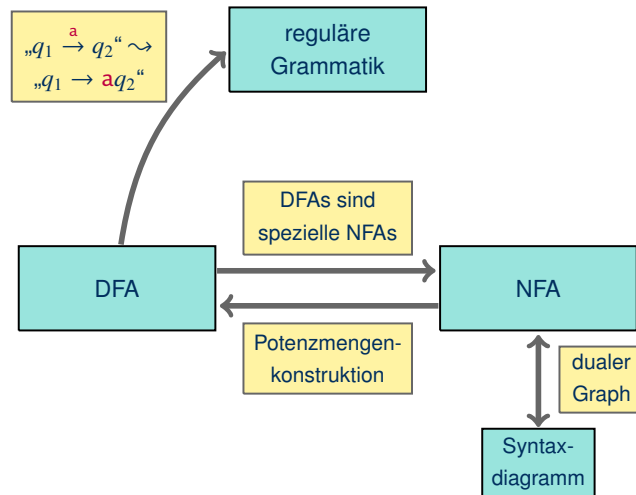 „q₁ →ᵃ q₂“ ⇝
„q₁ → aq₂“
reguläre
Grammatik
DFAs sind
spezielle NFAs
DFA
NFA
Potenzmengen-
konstruktion
dualer
Graph
Syntax-
diagramm